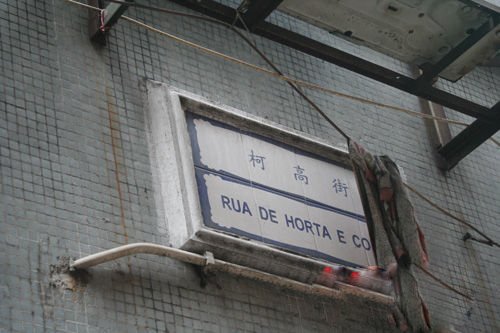 柯高街
RUA DE HORTA E CO